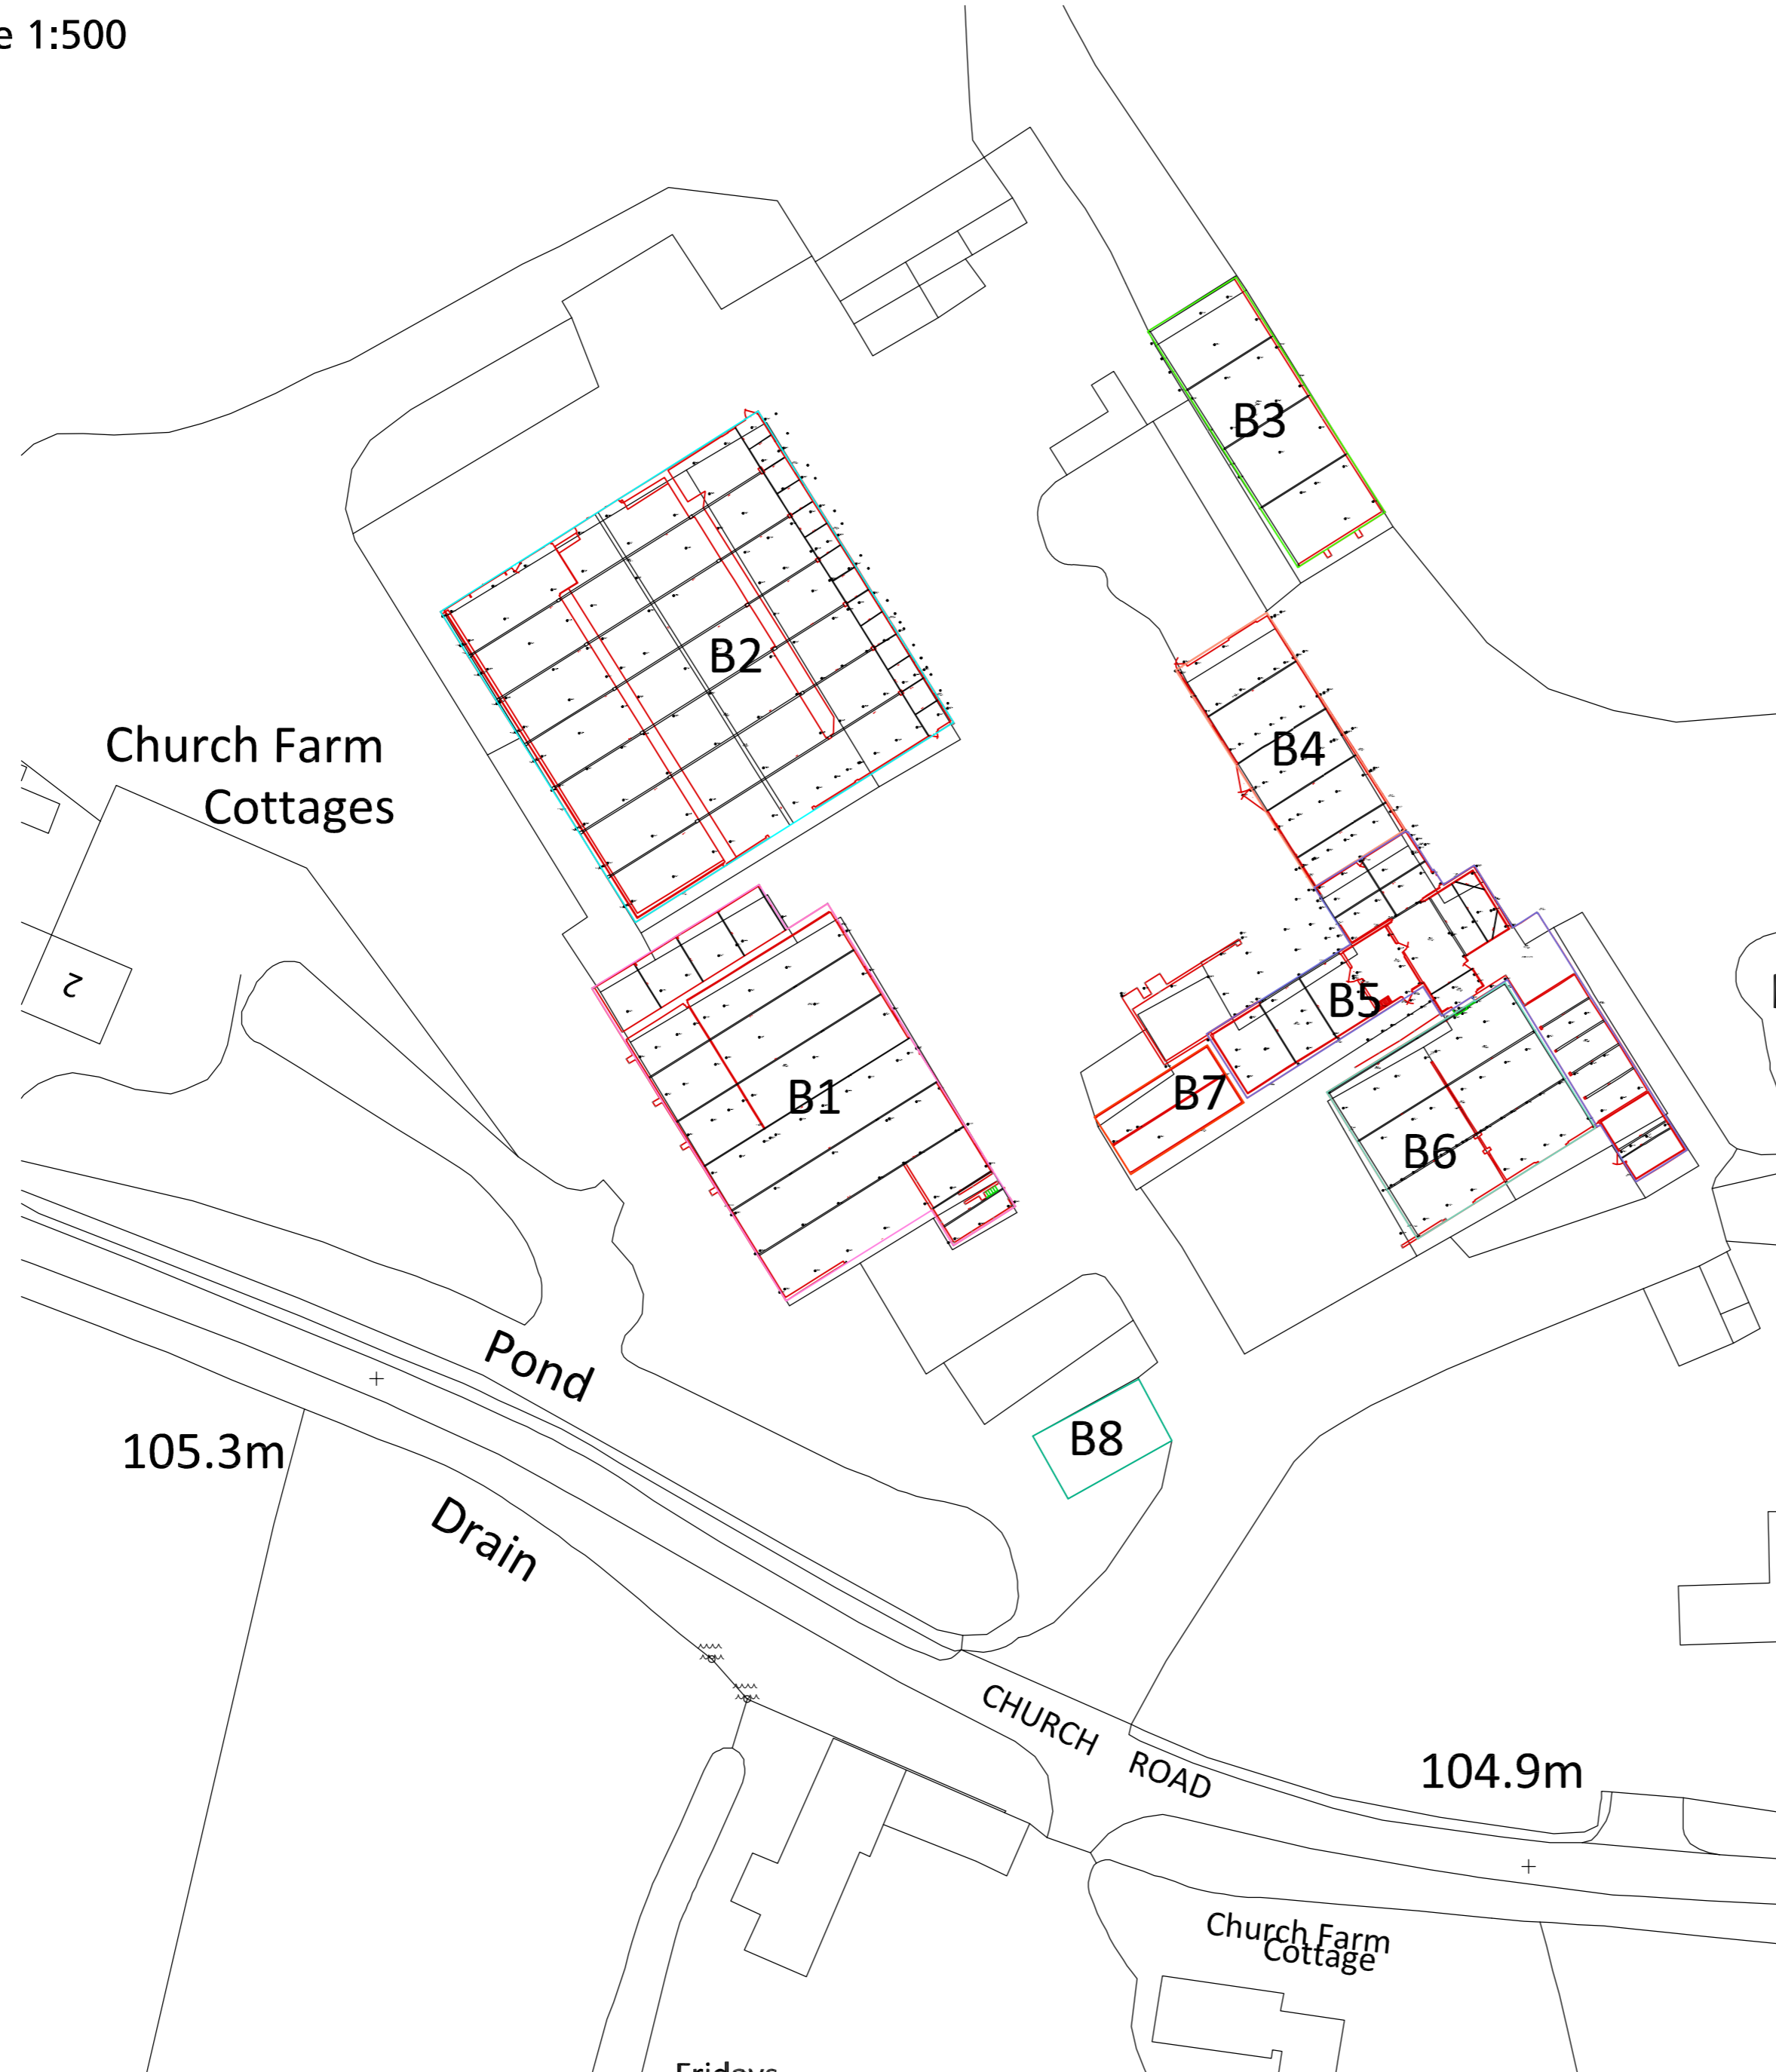 e 1:500
B3
B2
B4
Church Farm
Cottages
2
B5
B1
B7
B6
Pond
B8
105.3m
Drain
CHURCH ROAD
104.9m
Church Farm
Cottage
Fridays